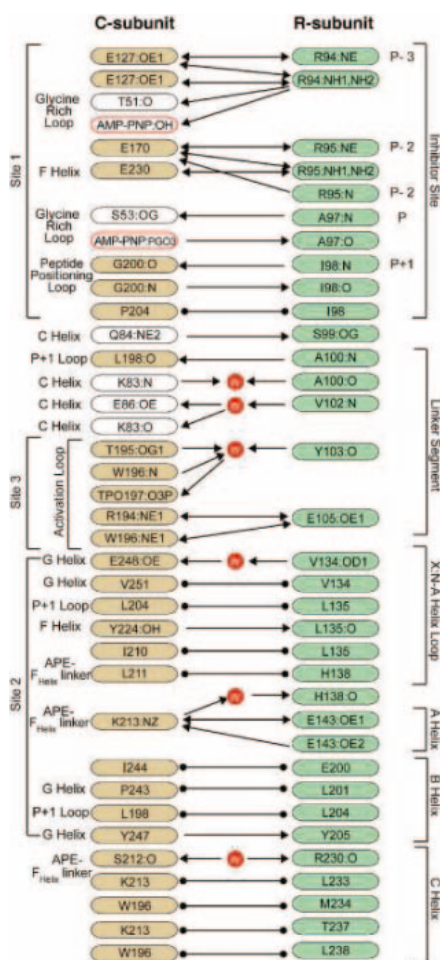 C-subunit R-subunit
E127:OE1 R94:NE P- 3
E127:OE1 R94:NH1,NH2
Glycine Rich Loop T51:O
AMP-PNP:OH
E170 R95:NE P- 2
F Helix E230 R95:NH1,NH2
R95:N P- 2
Glycine Rich Loop S53:OG A97:N P
AMP-PNP:PGO3 A97:O
Peptide Positioning Loop G200:O I98:N P+1
G200:N I98:O
P204 I98
Site 1
Inhibitor Site
C Helix Q84:NE2 S99:OG
P+1 Loop L198:O A100:N
C Helix K83:N A100:O
C Helix E86:OE V102:N
C Helix K83:O
Linker Segment
T195:OG1 Y103:O
W196:N
TPO197:O3P
R194:NE1 E105:OE1
W196:NE1
Activation Loop
Site 3
G Helix E248:OE V134:OD1
G Helix V251 V134
P+1 Loop L204 L135
F Helix Y224:OH L135:O
I210 L135
APE-FHelix linker L211 H138
H138:O
APE-FHelix linker K213:NZ E143:OE1
E143:OE2
X:N-A Helix Loop
A Helix
I244 E200
G Helix P243 L201
P+1 Loop L198 L204
G Helix Y247 Y205
Site 2
B Helix
APE-FHelix linker S212:O R230:O
K213 L233
W196 M234
K213 T237
W196 L238
C Helix